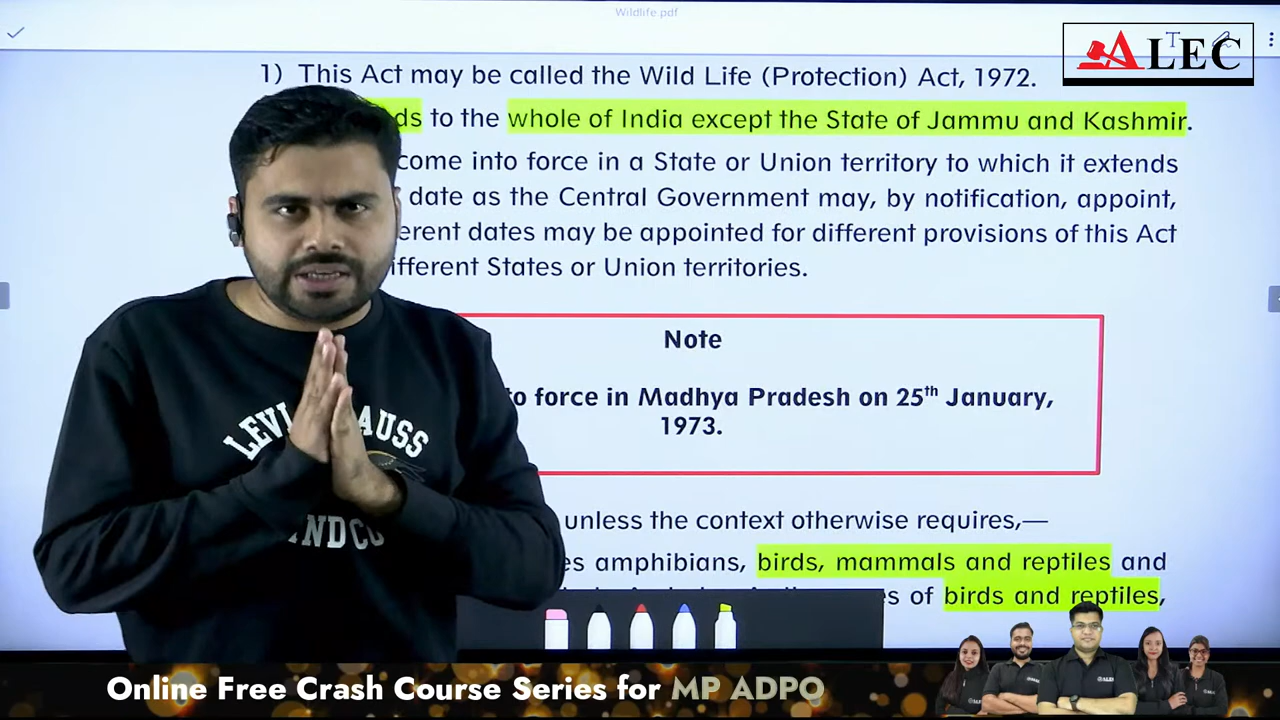 Wildlife.pdf
ALEC
1) This Act may be called the Wild Life (Protection) Act, 1972.
to the whole of India except the State of Jammu and Kashmir.
come into force in a State or Union territory to which it extends
date as the Central Government may, by notification, appoint,
dates may be appointed for different provisions of this Act
States or Union territories.
Note
force in Madhya Pradesh on 25th January,
1973.
unless the context otherwise requires,—
amphibians, birds, mammals and reptiles and
of birds and reptiles,
Online Free Crash Course Series for MP ADPO